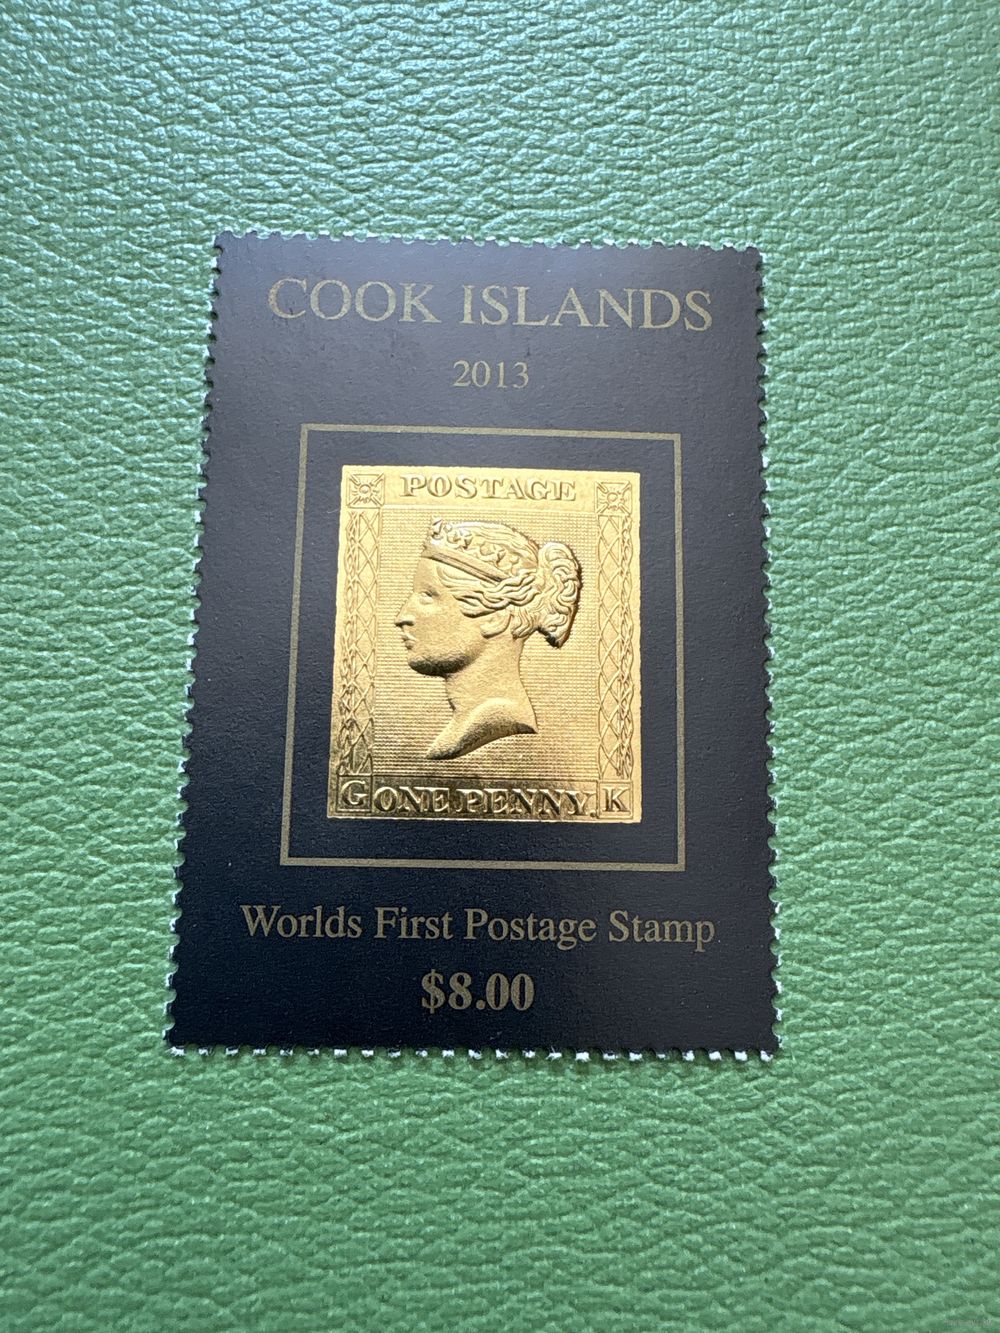 COOK ISLANDS
2013
POSTAGE
G ONE PENNY. K
Worlds First Postage Stamp
$8.00